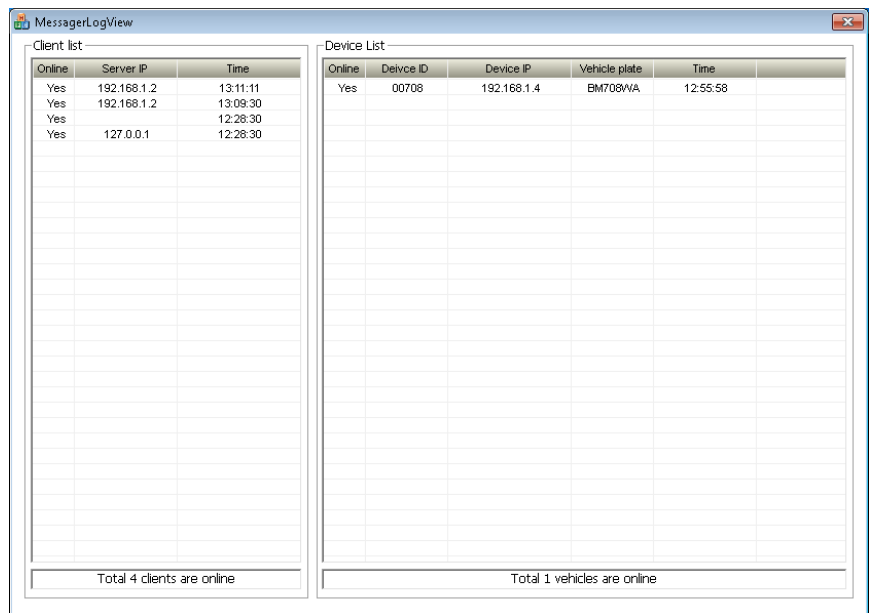 MessagerLogView
Client list
Online Server IP Time
Yes 192.168.1.2 13:11:11
Yes 192.168.1.2 13:09:30
Yes 12:28:30
Yes 127.0.0.1 12:28:30
Total 4 clients are online
Device List
Online Deivce ID Device IP Vehicle plate Time
Yes 00708 192.168.1.4 BM708WA 12:55:58
Total 1 vehicles are online